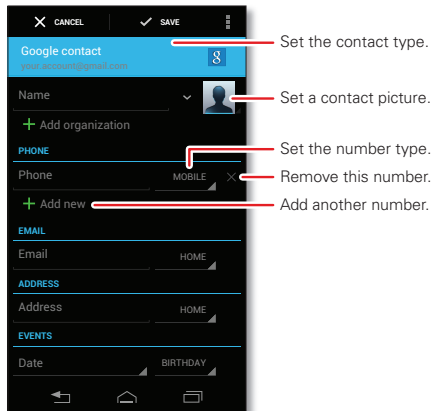 CANCEL SAVE
Google contact
your.account@gmail.com
8
Set the contact type.
Name
Set a contact picture.
Add organization
PHONE
Set the number type.
Phone MOBILE
Remove this number.
Add new
Add another number.
EMAIL
Email HOME
ADDRESS
Address HOME
EVENTS
Date BIRTHDAY